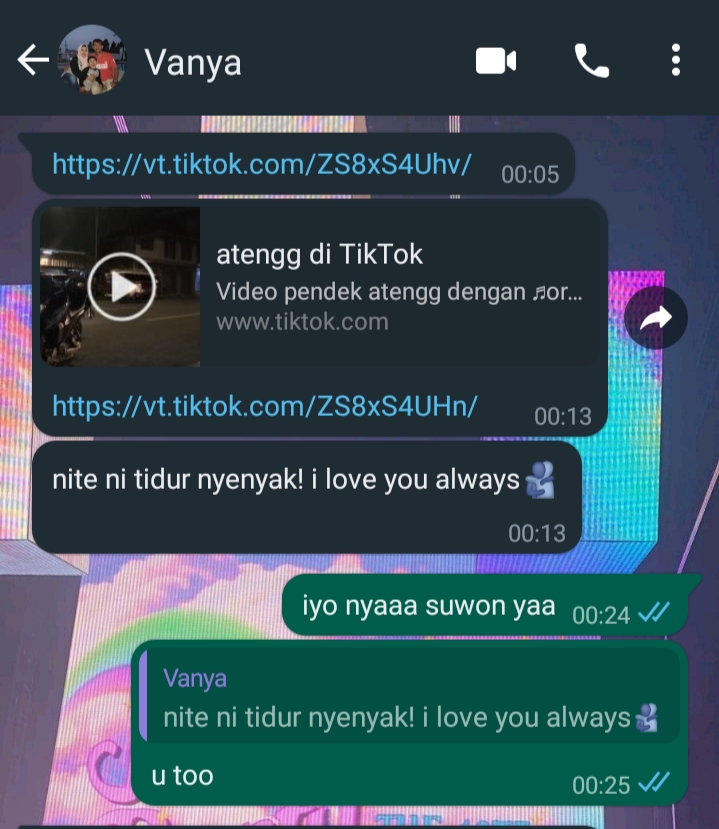 Vanya
https://vt.tiktok.com/ZS8xS4Uhv/
00:05
atengg di TikTok
Video pendek atengg dengan ♬or...
www.tiktok.com
https://vt.tiktok.com/ZS8xS4UHn/
00:13
nite ni tidur nyenyak! i love you always🫂
00:13
iyo nyaaa suwon yaa
00:24
Vanya
nite ni tidur nyenyak! i love you always🫂
u too
00:25